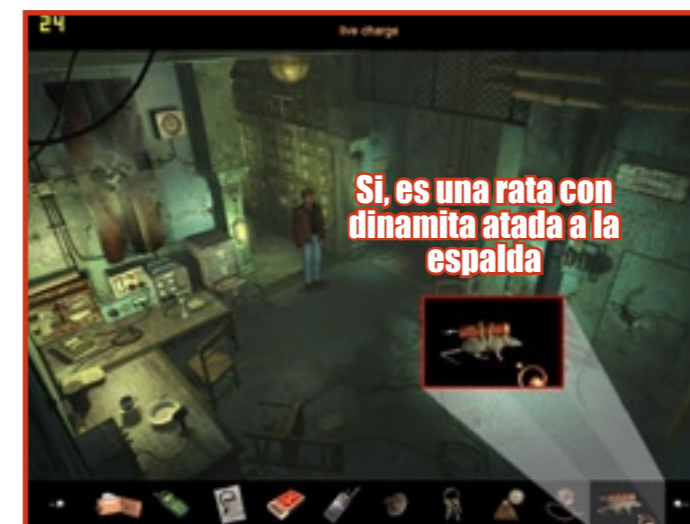 24
live charge
Si, es una rata con
dinamita atada a la
espalda